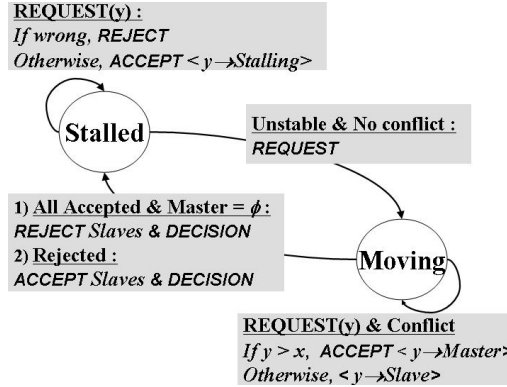 REQUEST(y) :
If wrong, REJECT
Otherwise, ACCEPT < y→Stalling>
Stalled
Unstable & No conflict :
REQUEST
1) All Accepted & Master = ϕ :
REJECT Slaves & DECISION
2) Rejected :
ACCEPT Slaves & DECISION
Moving
REQUEST(y) & Conflict
If y > x, ACCEPT < y→Master>
Otherwise, < y→Slave>